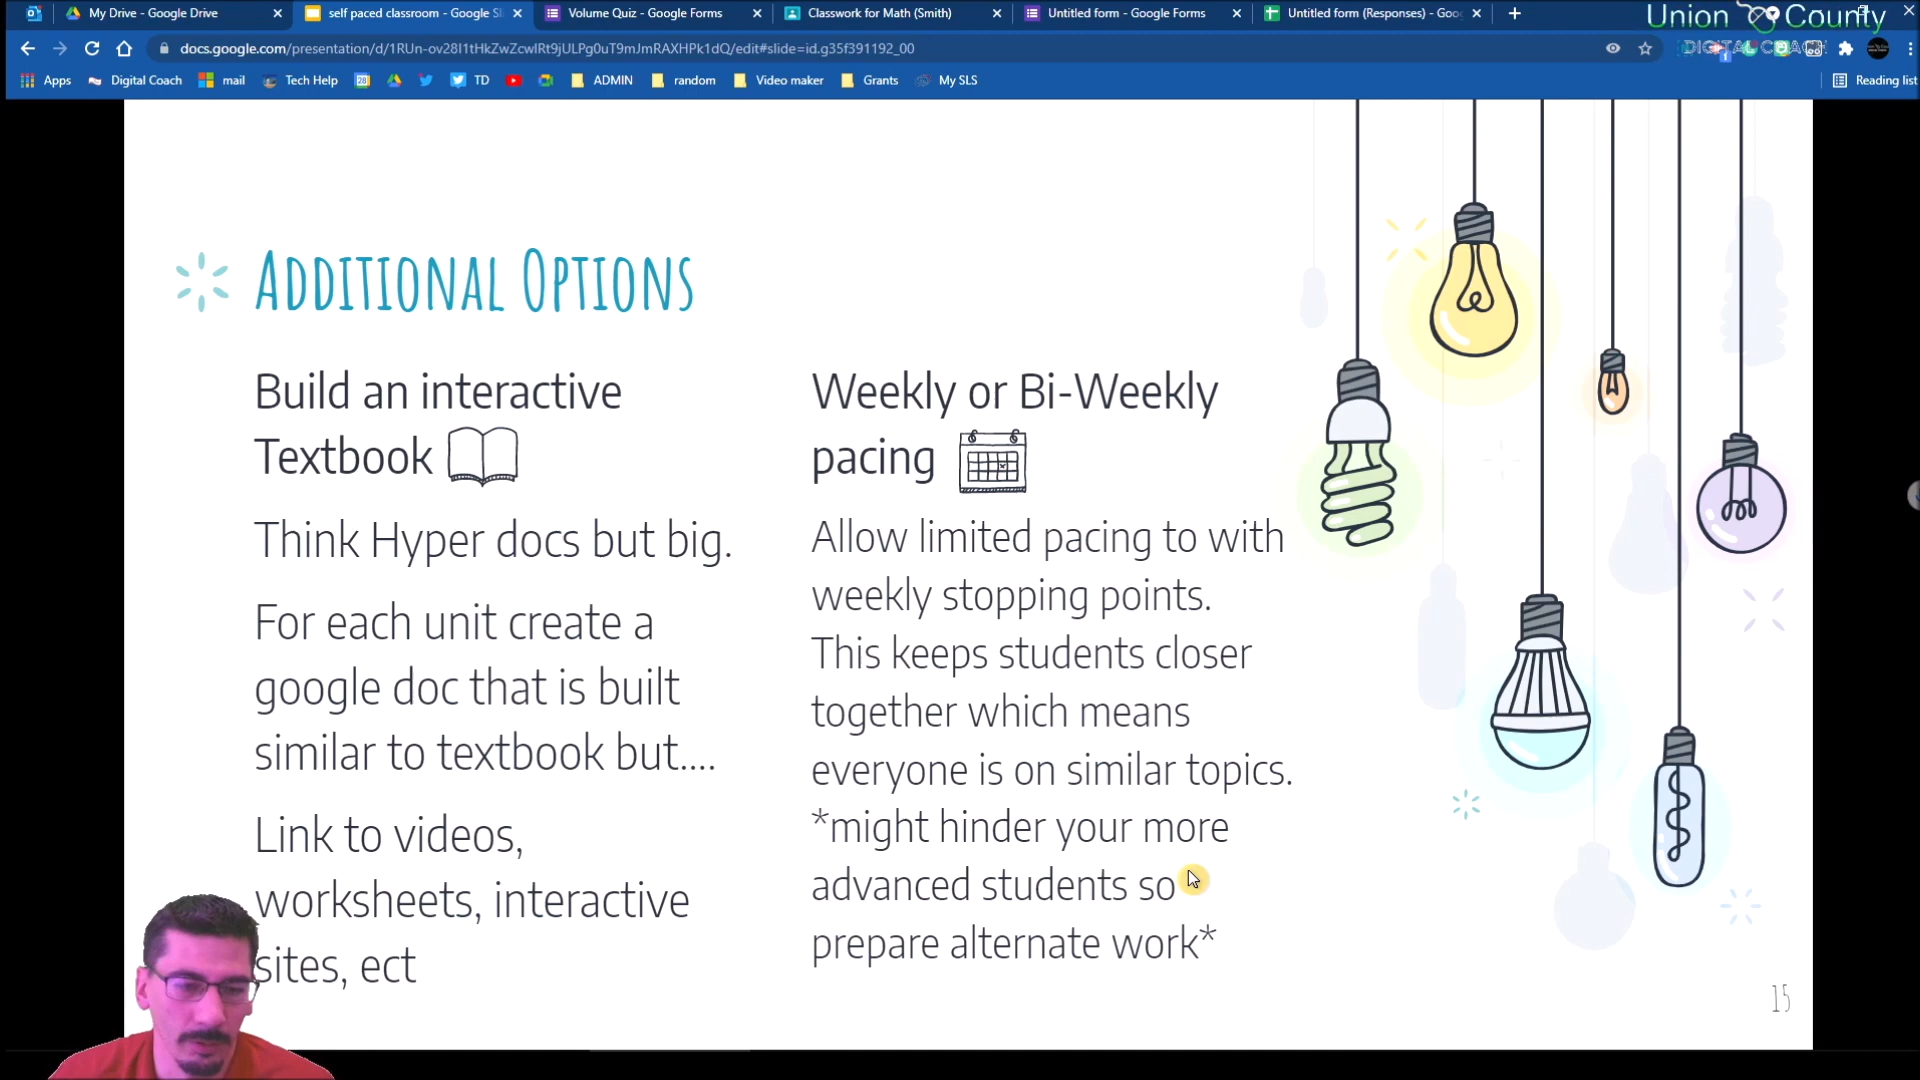 My Drive - Google Drive
self paced classroom - Google Sl
Volume Quiz - Google Forms
Classwork for Math (Smith)
Untitled form - Google Forms
Untitled form (Responses) - Goo
Union County
DIGITAL COACH
docs.google.com/presentation/d/1RUn-ov28I1tHkZwZcwIRt9jULPg0uT9mJmRAXHPk1dQ/edit#slide=id.g35f391192_00
Apps
Digital Coach
mail
Tech Help
TD
ADMIN
random
Video maker
Grants
My SLS
Reading list
Additional Options
Build an interactive
Textbook
Think Hyper docs but big.
For each unit create a
google doc that is built
similar to textbook but....
Link to videos,
worksheets, interactive
sites, ect
Weekly or Bi-Weekly
pacing
Allow limited pacing to with
weekly stopping points.
This keeps students closer
together which means
everyone is on similar topics.
*might hinder your more
advanced students so
prepare alternate work*
15